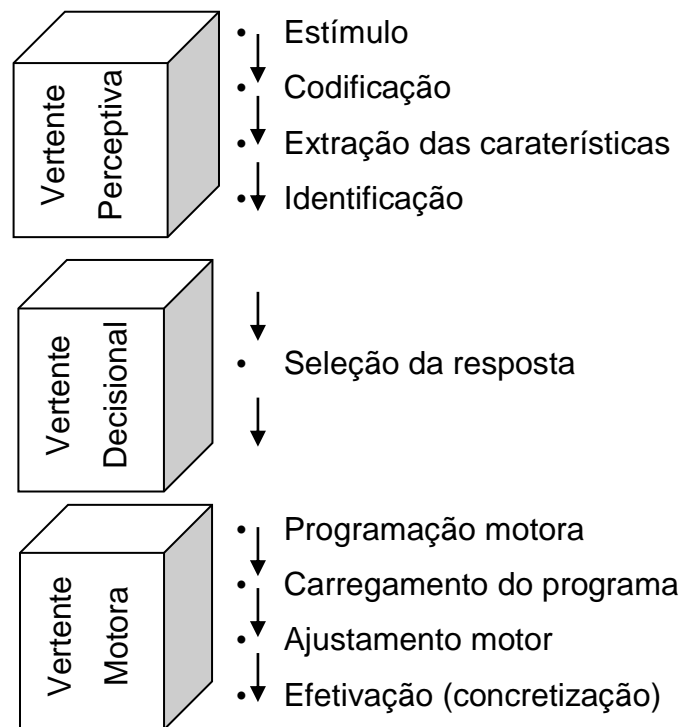 Vertente
Perceptiva
• Estímulo
• Codificação
• Extração das caraterísticas
• Identificação
Vertente
Decisional
• Seleção da resposta
Vertente
Motora
• Programação motora
• Carregamento do programa
• Ajustamento motor
• Efetivação (concretização)